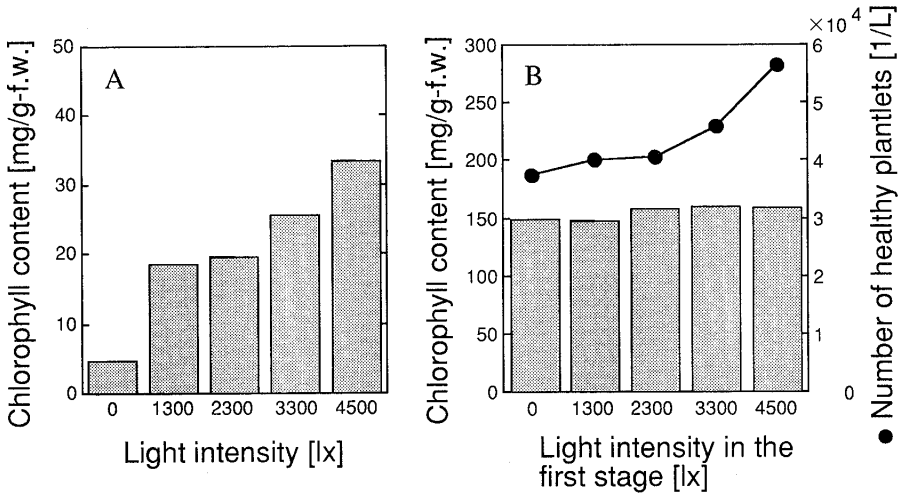 A
Chlorophyll content [mg/g-f.w.]
50
40
30
20
10
0
0 1300 2300 3300 4500
Light intensity [lx]
B
Chlorophyll content [mg/g-f.w.]
300
250
200
150
100
50
0
0 1300 2300 3300 4500
Light intensity in the
first stage [lx]
×10⁴
6
5
4
3
2
1
0
● Number of healthy plantlets [1/L]